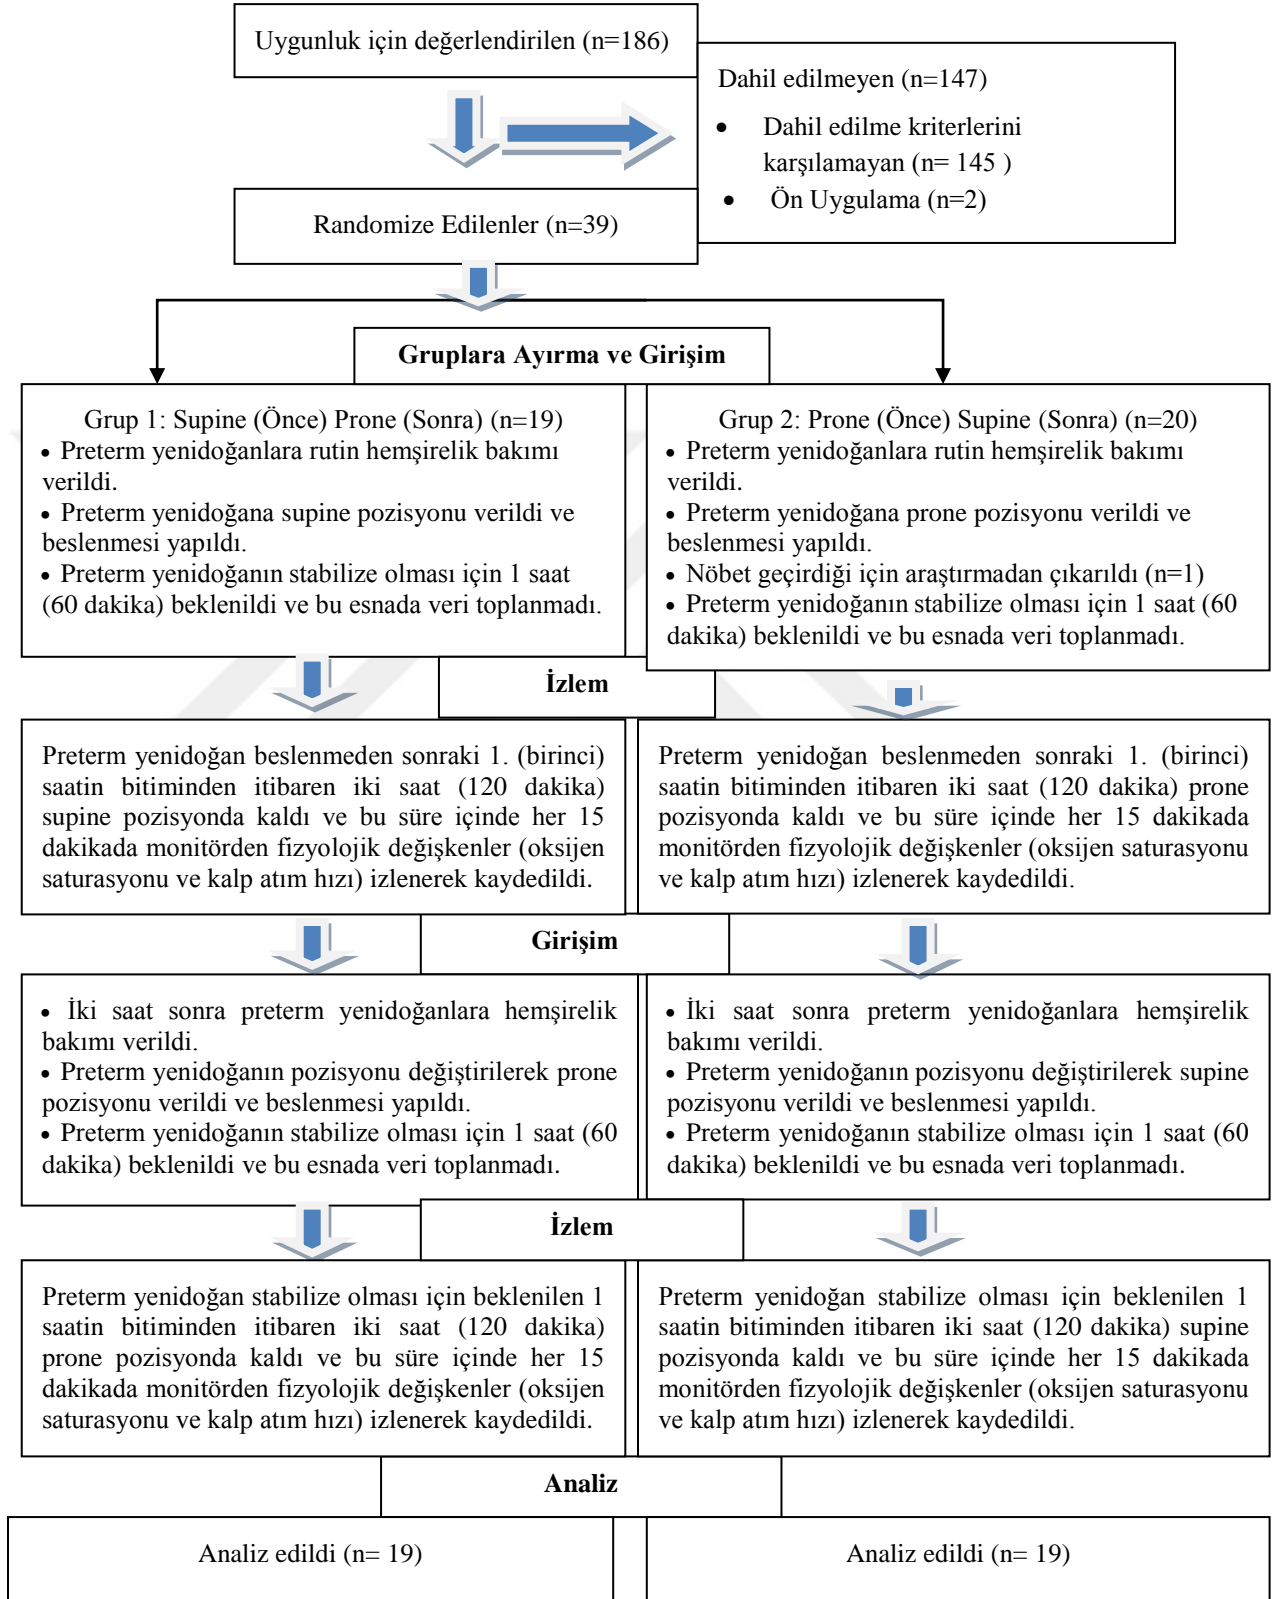 Uygunluk için değerlendirilen (n=186)
Dahil edilmeyen (n=147)
• Dahil edilme kriterlerini
karşılamayan (n= 145 )
• Ön Uygulama (n=2)
Randomize Edilenler (n=39)
Gruplara Ayırma ve Girişim
Grup 1: Supine (Önce) Prone (Sonra) (n=19)
• Preterm yenidoğanlara rutin hemşirelik bakımı
verildi.
• Preterm yenidoğana supine pozisyonu verildi ve
beslenmesi yapıldı.
• Preterm yenidoğanın stabilize olması için 1 saat
(60 dakika) beklenildi ve bu esnada veri toplanmadı.
Grup 2: Prone (Önce) Supine (Sonra) (n=20)
• Preterm yenidoğanlara rutin hemşirelik bakımı
verildi.
• Preterm yenidoğana prone pozisyonu verildi ve
beslenmesi yapıldı.
• Nöbet geçirdiği için araştırmadan çıkarıldı (n=1)
• Preterm yenidoğanın stabilize olması için 1 saat (60
dakika) beklenildi ve bu esnada veri toplanmadı.
İzlem
Preterm yenidoğan beslenmeden sonraki 1. (birinci)
saatin bitiminden itibaren iki saat (120 dakika)
supine pozisyonda kaldı ve bu süre içinde her 15
dakikada monitörden fizyolojik değişkenler (oksijen
saturasyonu ve kalp atım hızı) izlenerek kaydedildi.
Preterm yenidoğan beslenmeden sonraki 1. (birinci)
saatin bitiminden itibaren iki saat (120 dakika) prone
pozisyonda kaldı ve bu süre içinde her 15 dakikada
monitörden fizyolojik değişkenler (oksijen saturasyonu
ve kalp atım hızı) izlenerek kaydedildi.
Girişim
• İki saat sonra preterm yenidoğanlara hemşirelik
bakımı verildi.
• Preterm yenidoğanın pozisyonu değiştirilerek prone
pozisyonu verildi ve beslenmesi yapıldı.
• Preterm yenidoğanın stabilize olması için 1 saat (60
dakika) beklenildi ve bu esnada veri toplanmadı.
• İki saat sonra preterm yenidoğanlara hemşirelik
bakımı verildi.
• Preterm yenidoğanın pozisyonu değiştirilerek supine
pozisyonu verildi ve beslenmesi yapıldı.
• Preterm yenidoğanın stabilize olması için 1 saat (60
dakika) beklenildi ve bu esnada veri toplanmadı.
İzlem
Preterm yenidoğan stabilize olması için beklenilen 1
saatin bitiminden itibaren iki saat (120 dakika)
prone pozisyonda kaldı ve bu süre içinde her 15
dakikada monitörden fizyolojik değişkenler (oksijen
saturasyonu ve kalp atım hızı) izlenerek kaydedildi.
Preterm yenidoğan stabilize olması için beklenilen 1
saatin bitiminden itibaren iki saat (120 dakika) supine
pozisyonda kaldı ve bu süre içinde her 15 dakikada
monitörden fizyolojik değişkenler (oksijen saturasyonu
ve kalp atım hızı) izlenerek kaydedildi.
Analiz
Analiz edildi (n= 19)
Analiz edildi (n= 19)